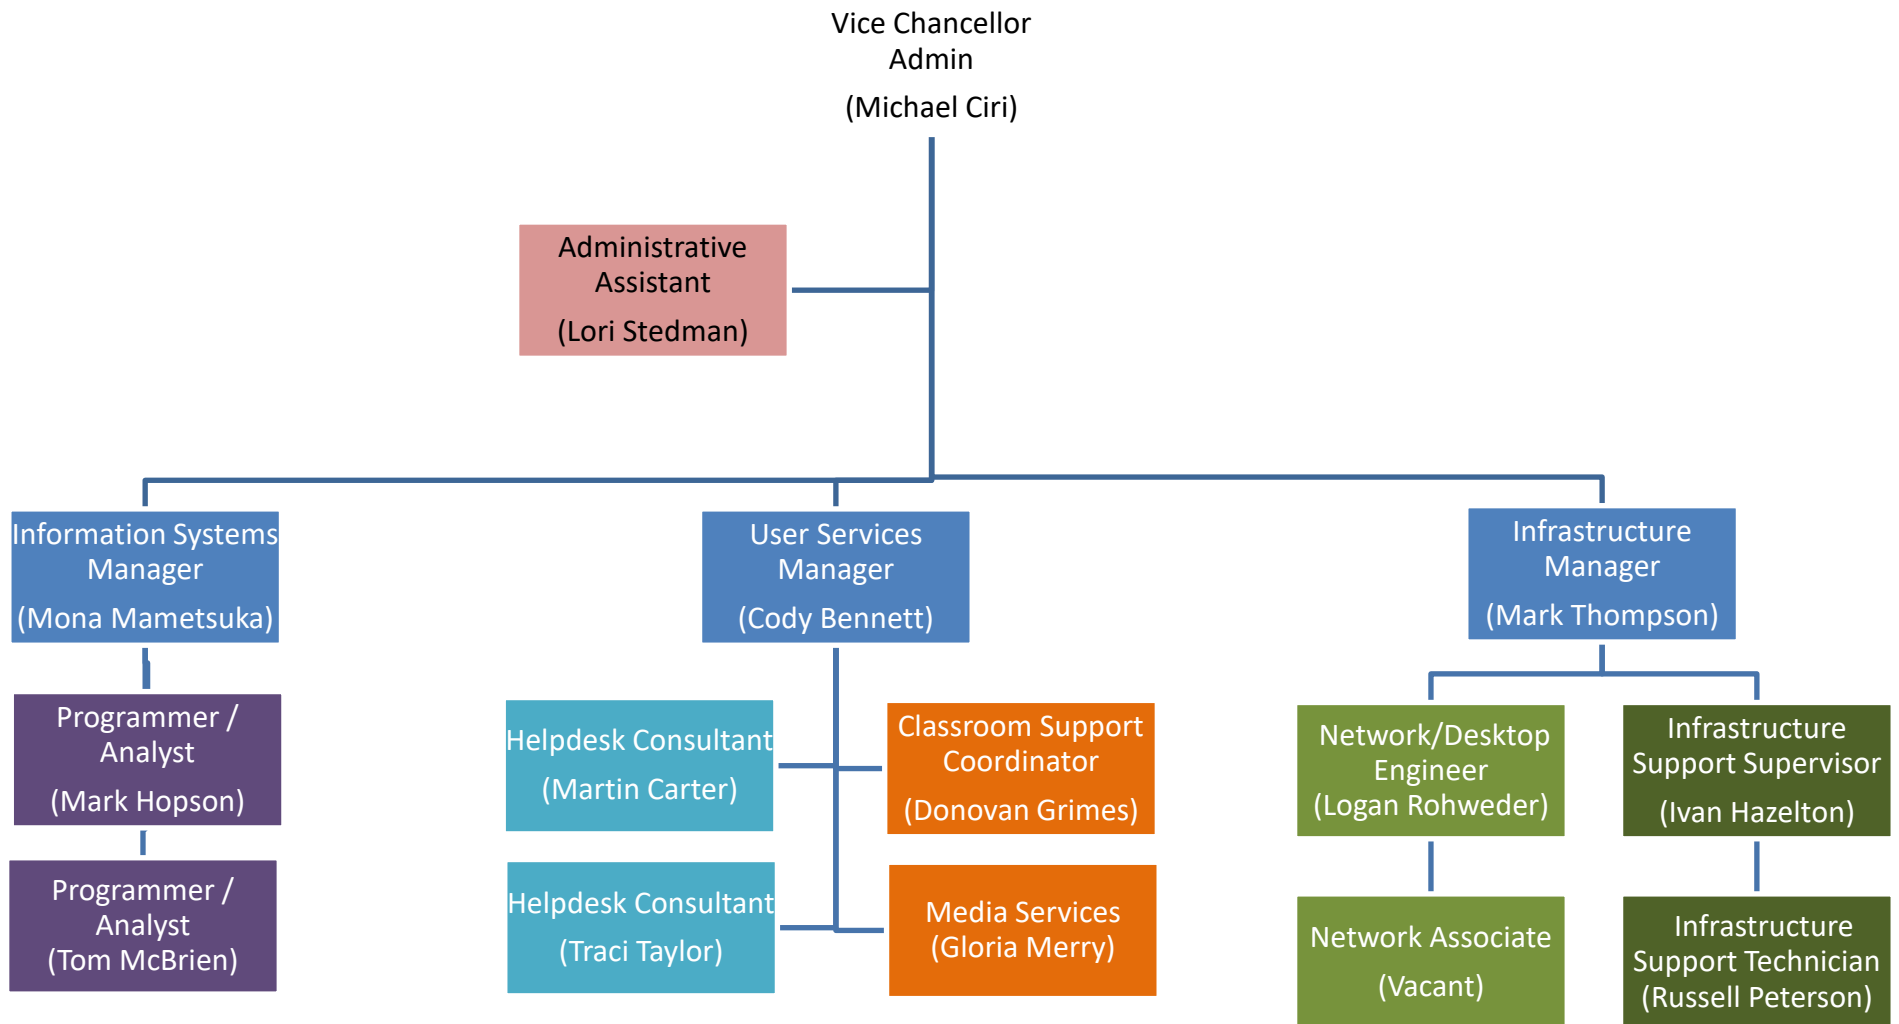 Vice Chancellor
Admin
(Michael Ciri)
Administrative
Assistant
(Lori Stedman)
Information Systems
Manager
(Mona Mametsuka)
User Services
Manager
(Cody Bennett)
Infrastructure
Manager
(Mark Thompson)
Programmer /
Analyst
(Mark Hopson)
Helpdesk Consultant
(Martin Carter)
Classroom Support
Coordinator
(Donovan Grimes)
Network/Desktop
Engineer
(Logan Rohweder)
Infrastructure
Support Supervisor
(Ivan Hazelton)
Programmer /
Analyst
(Tom McBrien)
Helpdesk Consultant
(Traci Taylor)
Media Services
(Gloria Merry)
Network Associate
(Vacant)
Infrastructure
Support Technician
(Russell Peterson)